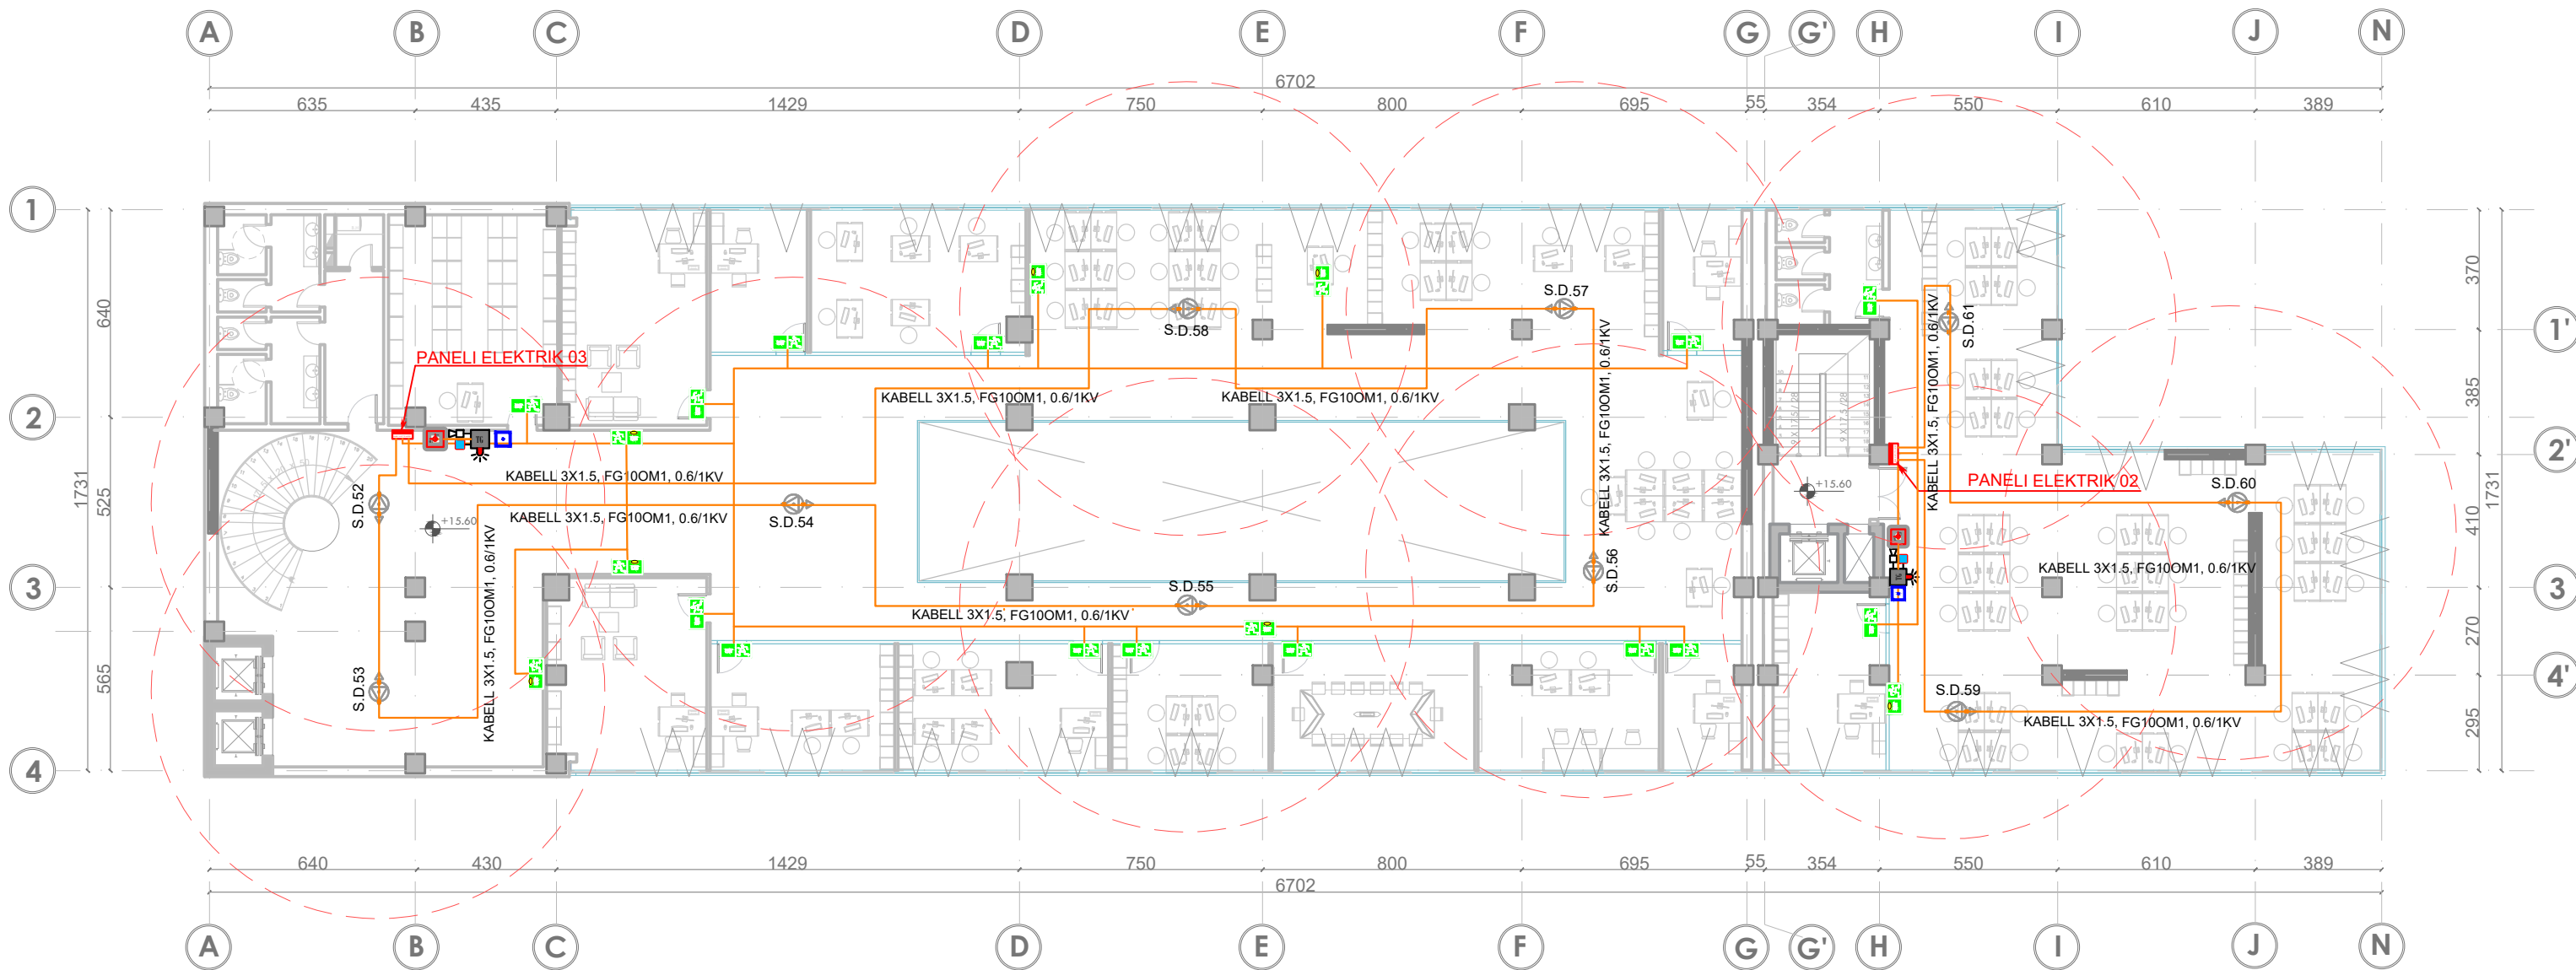 A B C D E F G G' H I J N
6702
635 435 1429 750 800 695 55 354 550 610 389
1
1'
2
2'
3
3
4'
4
640
525
565
1731
370
385
410
270
295
1731
PANELI ELEKTRIK 03
PANELI ELEKTRIK 02
S.D.52
S.D.53
S.D.54
S.D.55
S.D.56
S.D.57
S.D.58
S.D.59
S.D.60
S.D.61
KABELL 3X1.5, FG10OM1, 0.6/1KV
KABELL 3X1.5, FG10OM1, 0.6/1KV
KABELL 3X1.5, FG10OM1, 0.6/1KV
KABELL 3X1.5, FG10OM1, 0.6/1KV
KABELL 3X1.5, FG10OM1, 0.6/1KV
KABELL 3X1.5, FG10OM1, 0.6/1KV
KABELL 3X1.5, FG10OM1, 0.6/1KV
KABELL 3X1.5, FG10OM1, 0.6/1KV
KABELL 3X1.5, FG10OM1, 0.6/1KV
KABELL 3X1.5, FG10OM1, 0.6/1KV
+15.60
+15.60
640 430 1429 750 800 695 55 354 550 610 389
6702
A B C D E F G G' H I J N